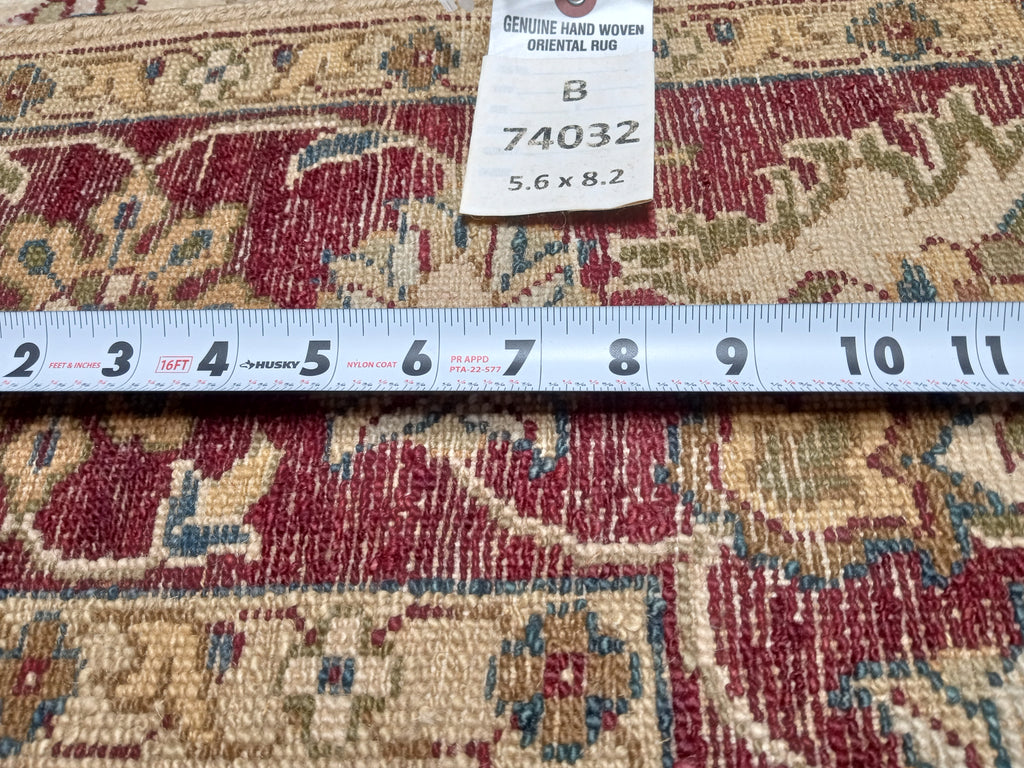 GENUINE HAND WOVEN
ORIENTAL RUG
B
74032
5.6 x 8.2
2 FEET & INCHES 3 16FT 4 HUSKY 5 NYLON COAT 6 PR APPD 7 8 9 10 11
PTA-22-577